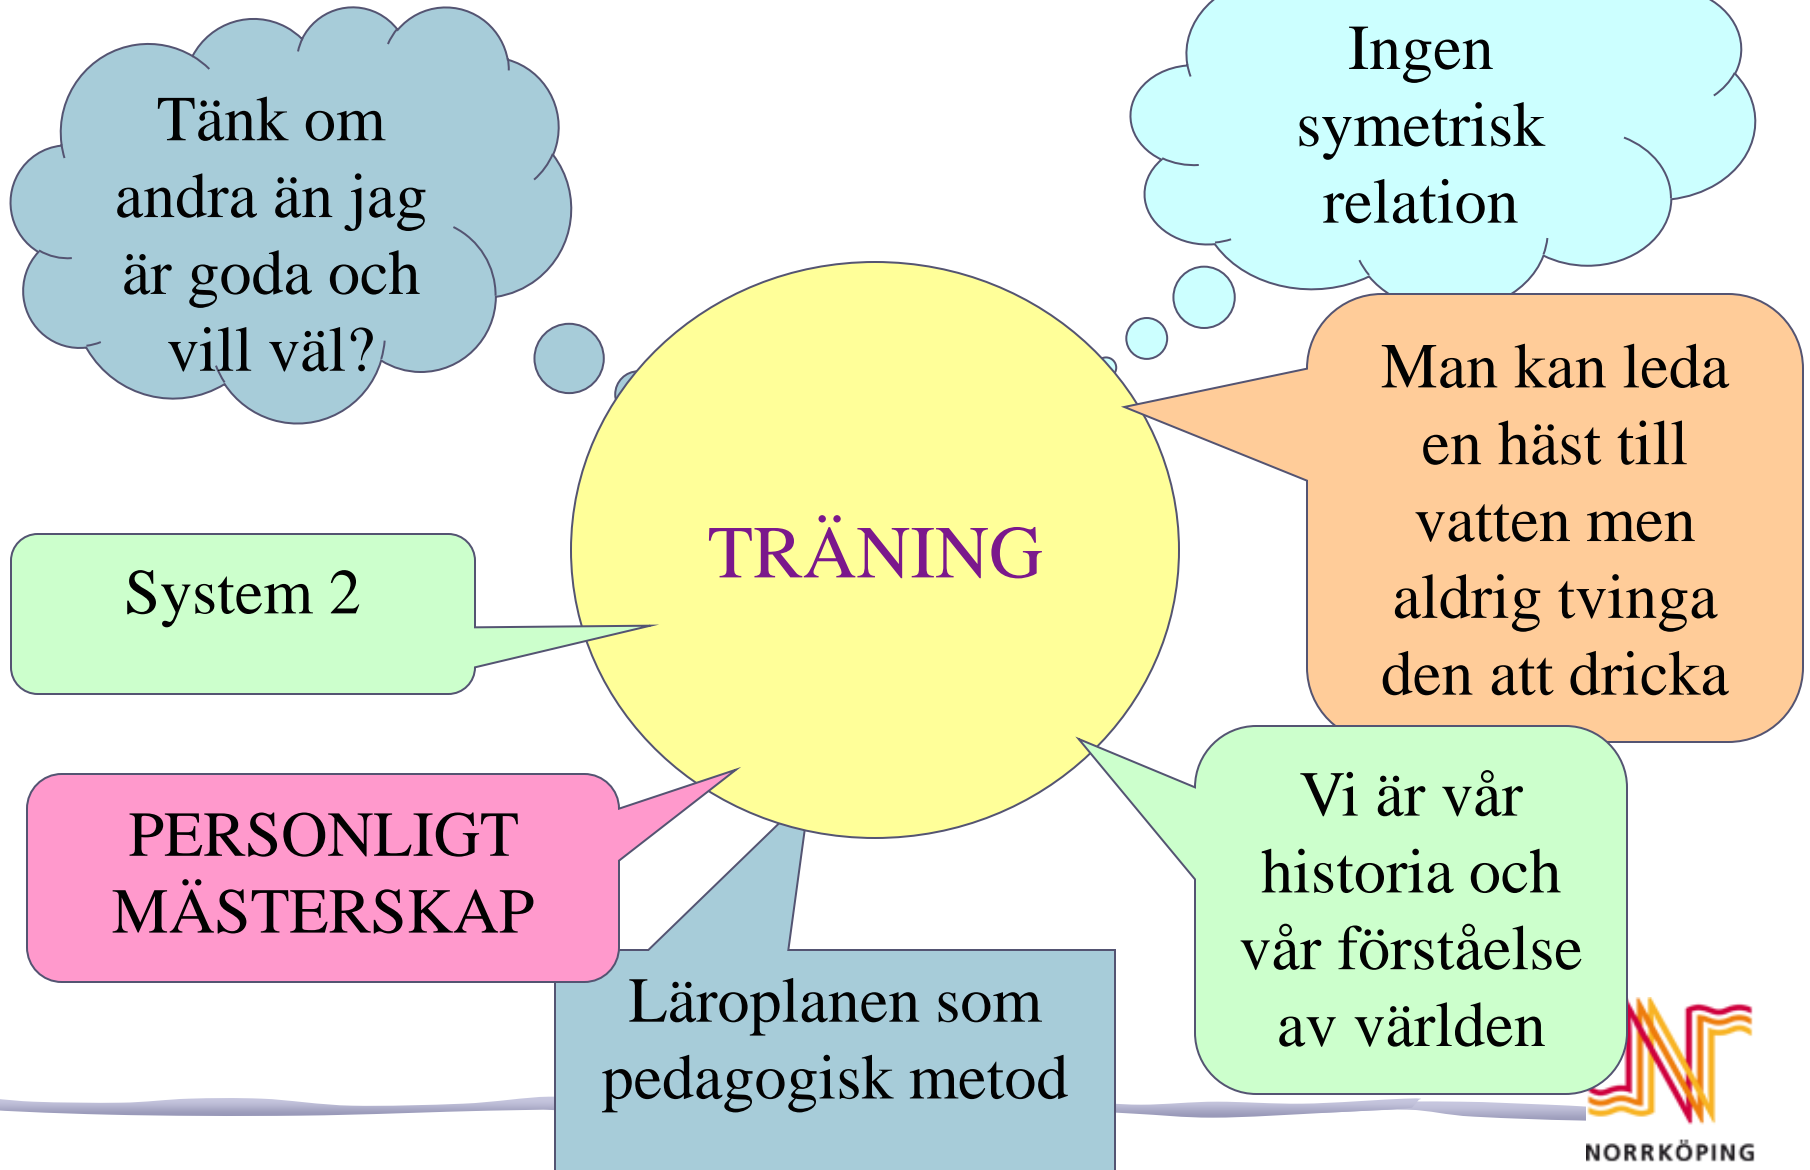 Tänk om
andra än jag
är goda och
vill väl?
Ingen
symetrisk
relation
Man kan leda
en häst till
vatten men
aldrig tvinga
den att dricka
TRÄNING
System 2
PERSONLIGT
MÄSTERSKAP
Läroplanen som
pedagogisk metod
Vi är vår
historia och
vår förståelse
av världen
NORRKÖPING